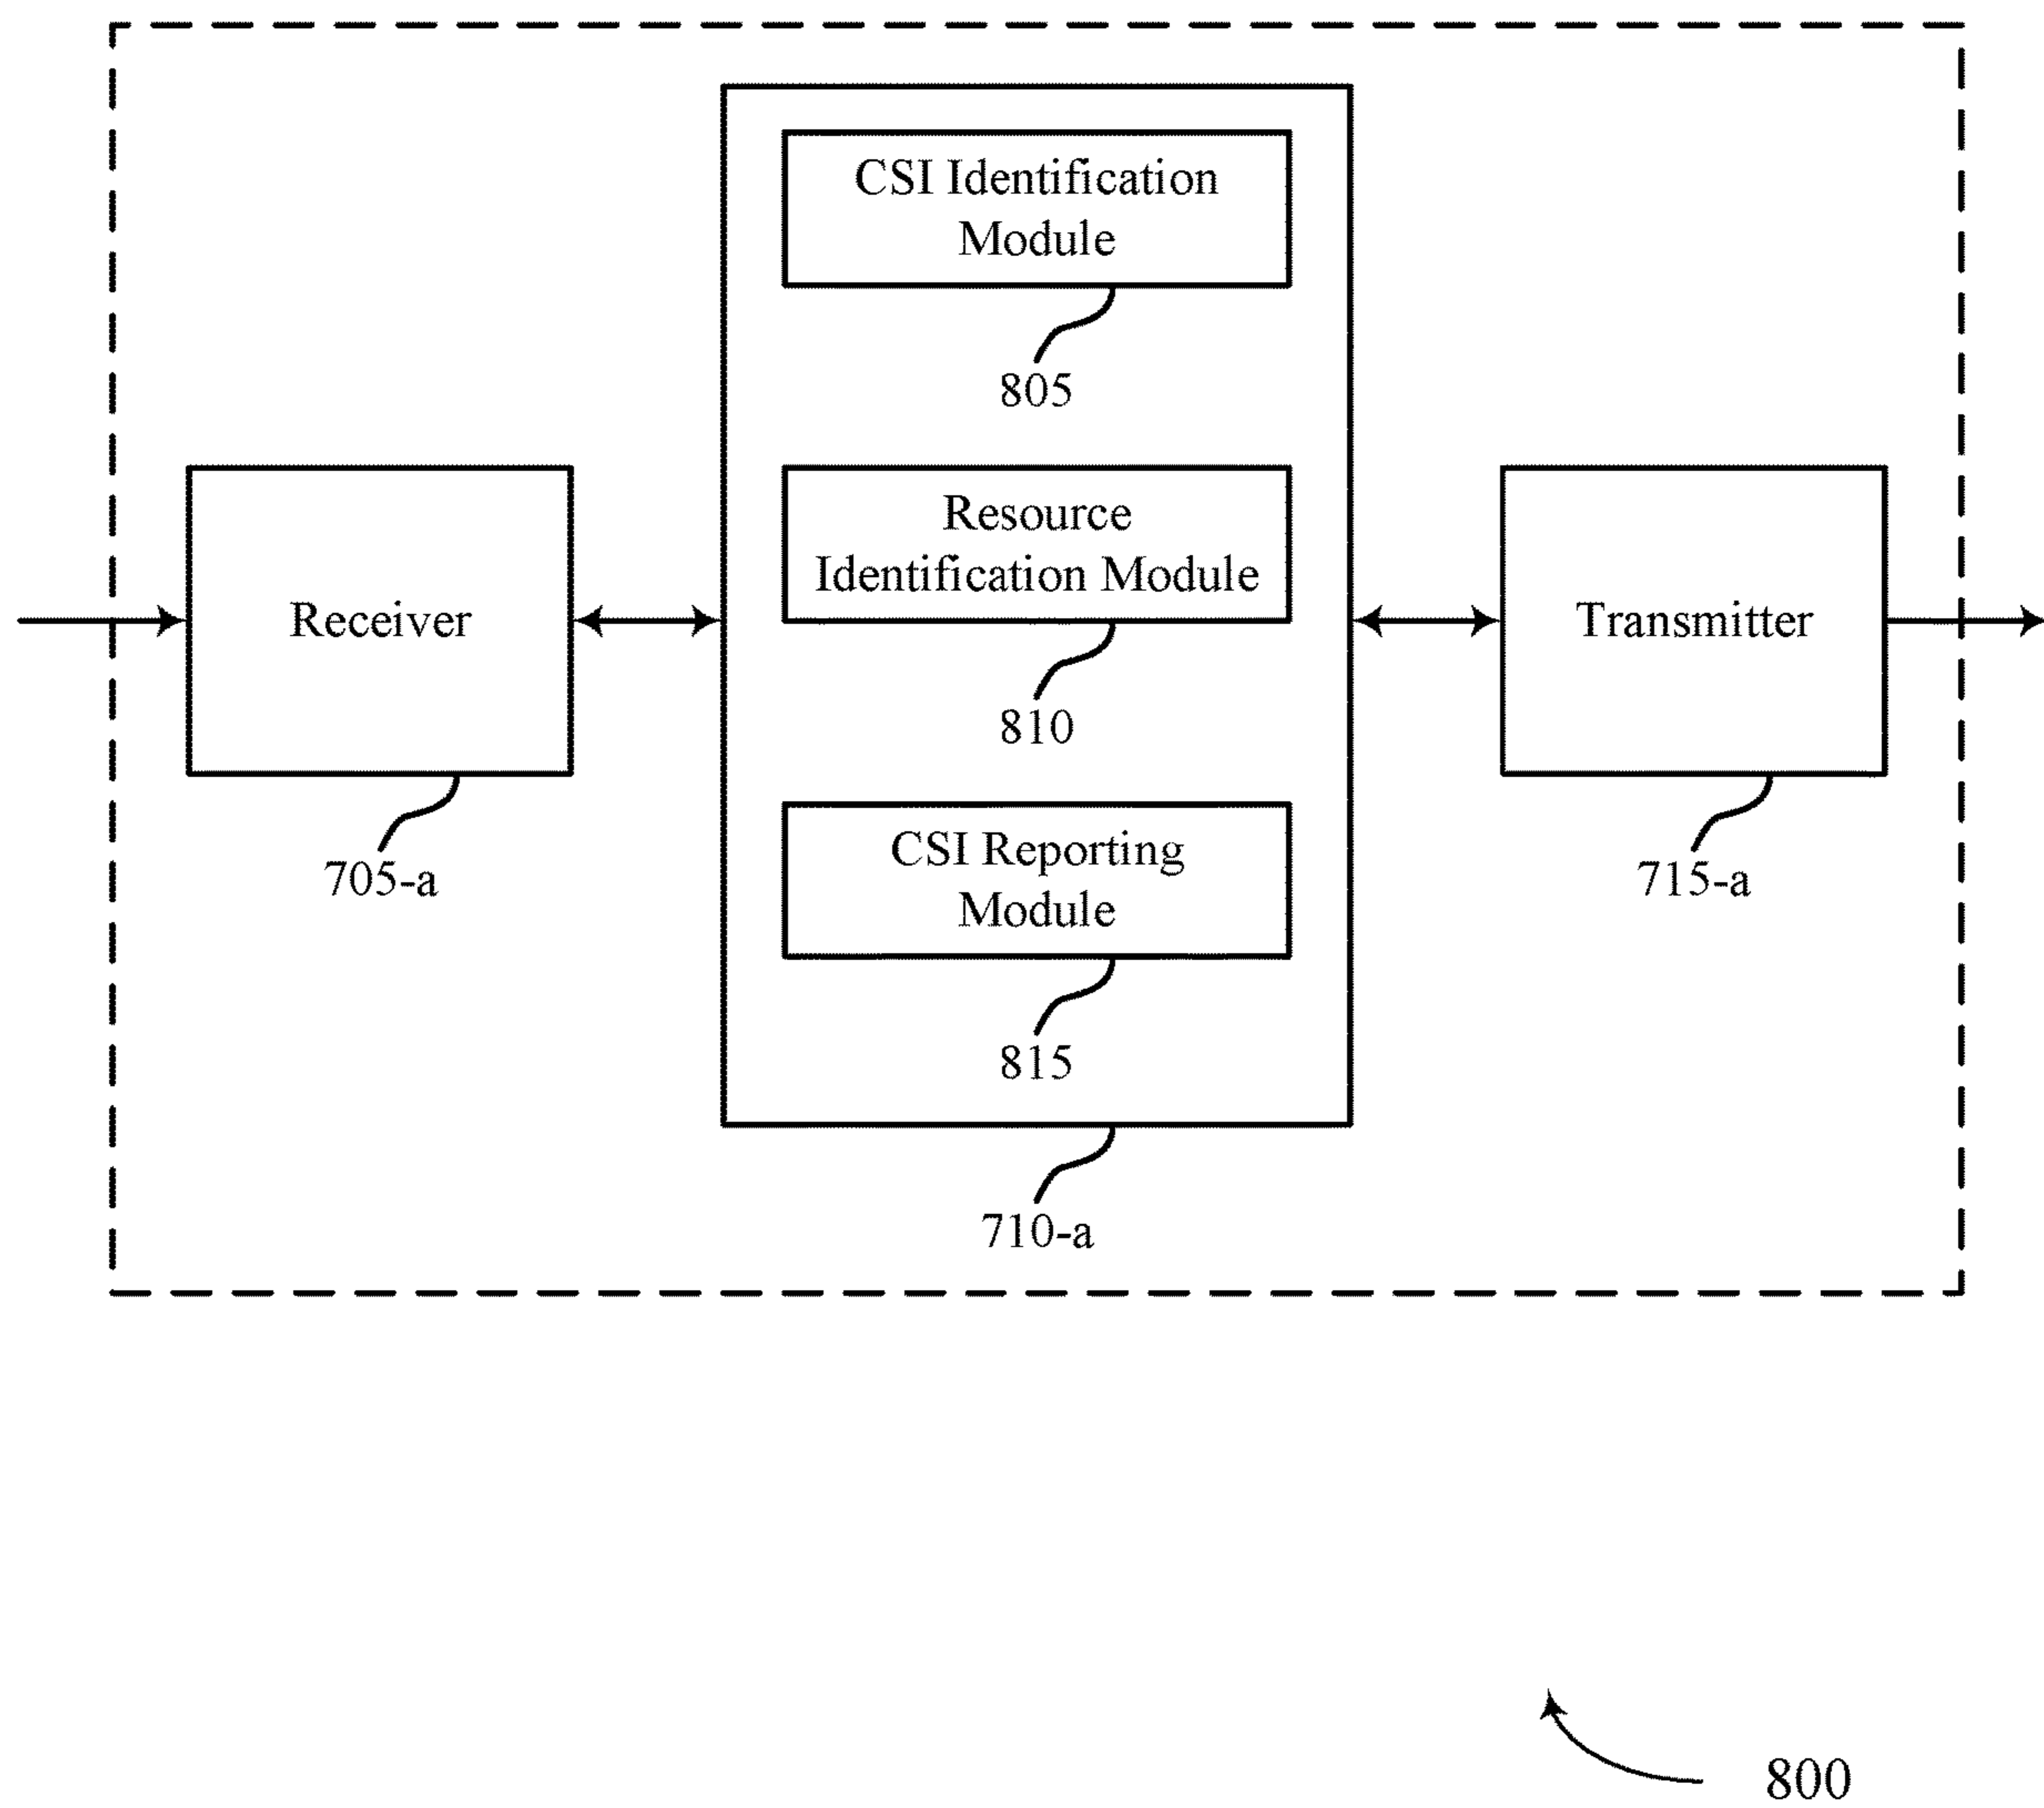 CSI Identification
Module
805
Resource
Identification Module
810
Receiver
705-a
Transmitter
715-a
CSI Reporting
Module
815
710-a
800